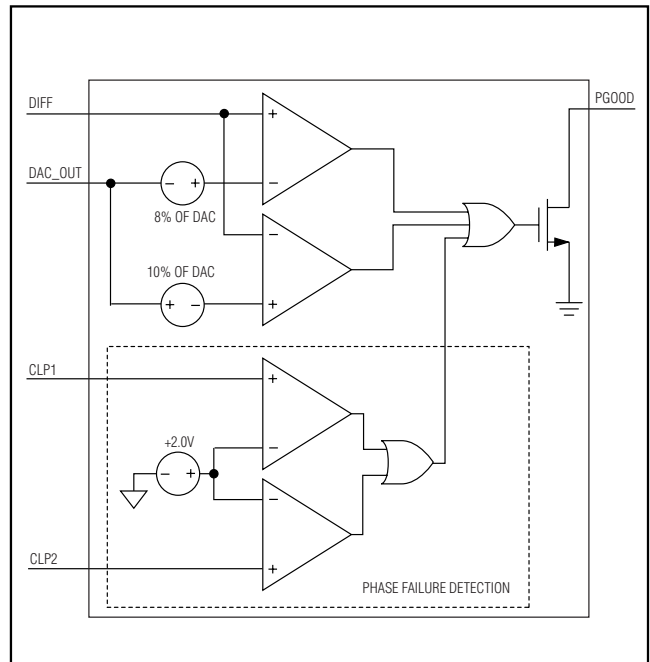 DIFF
PGOOD
+
DAC_OUT
- +
-
8% OF DAC
-
10% OF DAC
+ -
+
CLP1
+
+2.0V
-
- +
-
CLP2
+
PHASE FAILURE DETECTION